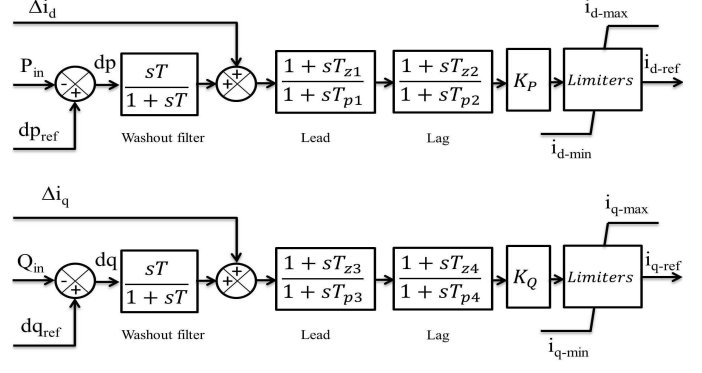 Δi_d
i_d-max
P_in
-
+
dp
sT
1 + sT
+
+
1 + sT_z1
1 + sT_p1
1 + sT_z2
1 + sT_p2
K_P
Limiters
i_d-ref
dp_ref
Washout filter
Lead
Lag
i_d-min
Δi_q
i_q-max
Q_in
-
+
dq
sT
1 + sT
+
+
1 + sT_z3
1 + sT_p3
1 + sT_z4
1 + sT_p4
K_Q
Limiters
i_q-ref
dq_ref
Washout filter
Lead
Lag
i_q-min